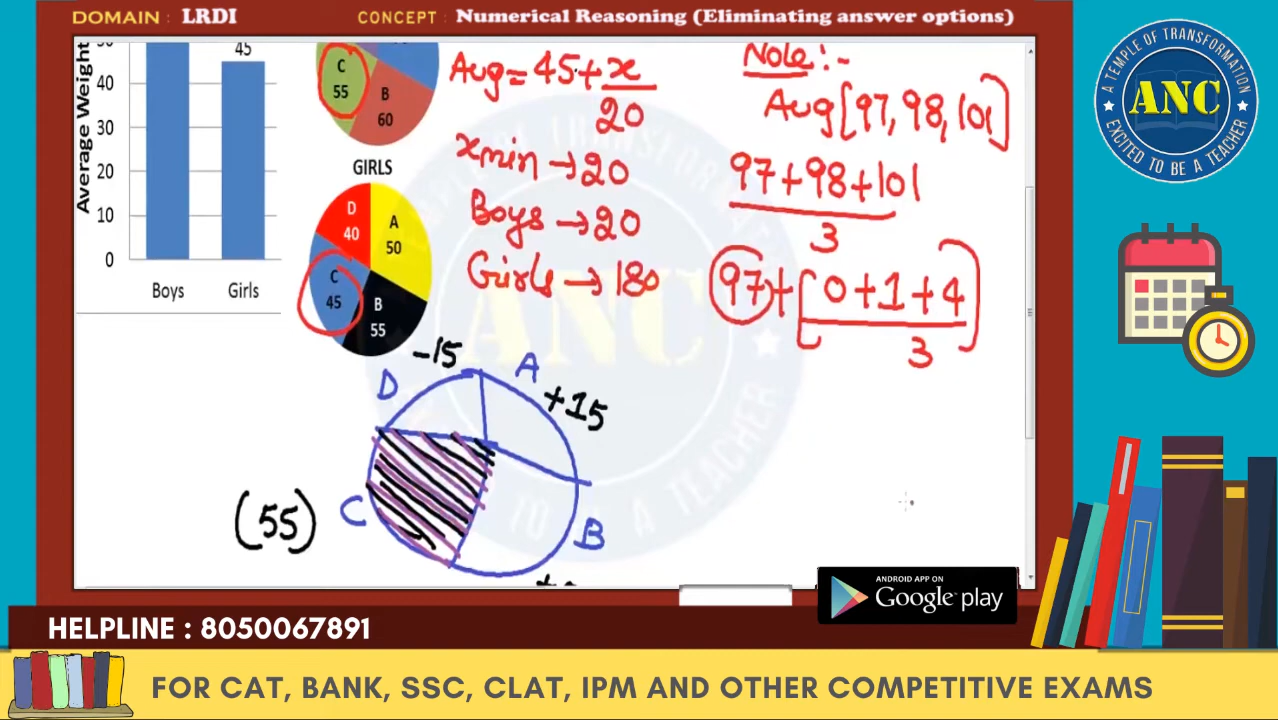 DOMAIN : LRDI
CONCEPT : Numerical Reasoning (Eliminating answer options)
A TEMPLE OF TRANSFORMATION
ANC
EXCITED TO BE A TEACHER
Average Weight
45
40
30
20
10
0
Boys Girls
C
55
B
60
GIRLS
D
40
A
50
C
45
B
55
Avg = 45 + x
20
xmin → 20
Boys → 20
Girls → 180
Note :-
Avg [97, 98, 101]
97 + 98 + 101
3
97 + [0 + 1 + 4]
3
-15
D
A
+15
(55)
C
B
ANDROID APP ON
Google play
HELPLINE : 8050067891
FOR CAT, BANK, SSC, CLAT, IPM AND OTHER COMPETITIVE EXAMS